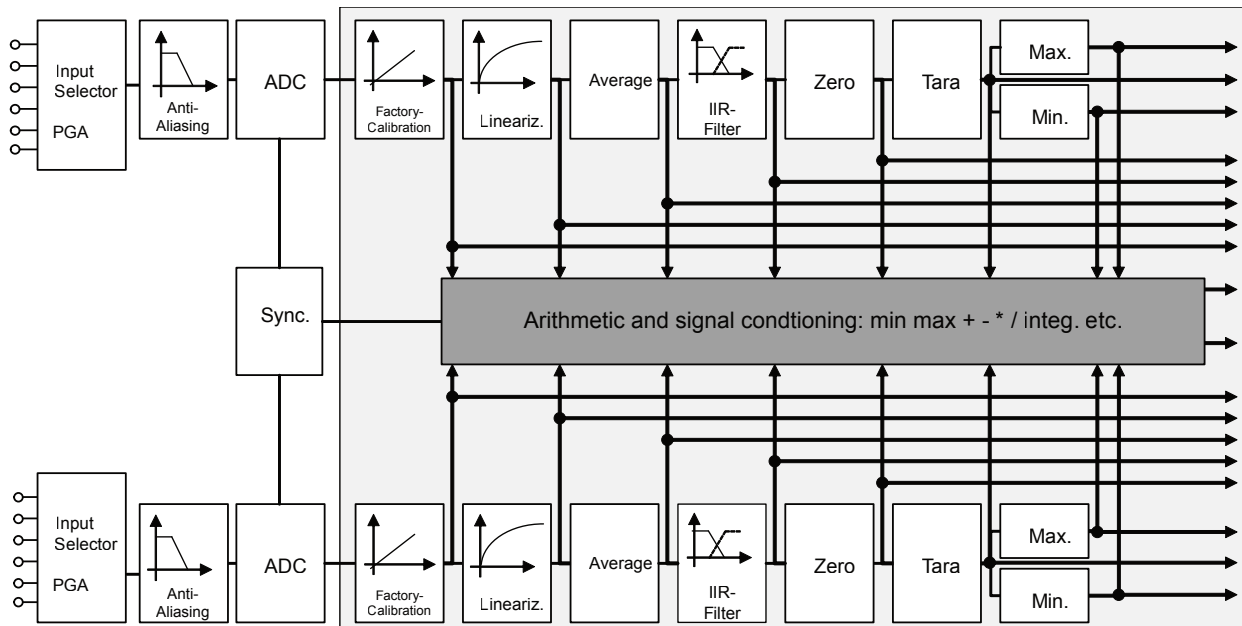 Input
Selector
PGA
Anti-
Aliasing
ADC
Factory-
Calibration
Lineariz.
Average
IIR-
Filter
Zero
Tara
Max.
Min.
Sync.
Arithmetic and signal condtioning: min max + - * / integ. etc.
Input
Selector
PGA
Anti-
Aliasing
ADC
Factory-
Calibration
Lineariz.
Average
IIR-
Filter
Zero
Tara
Max.
Min.